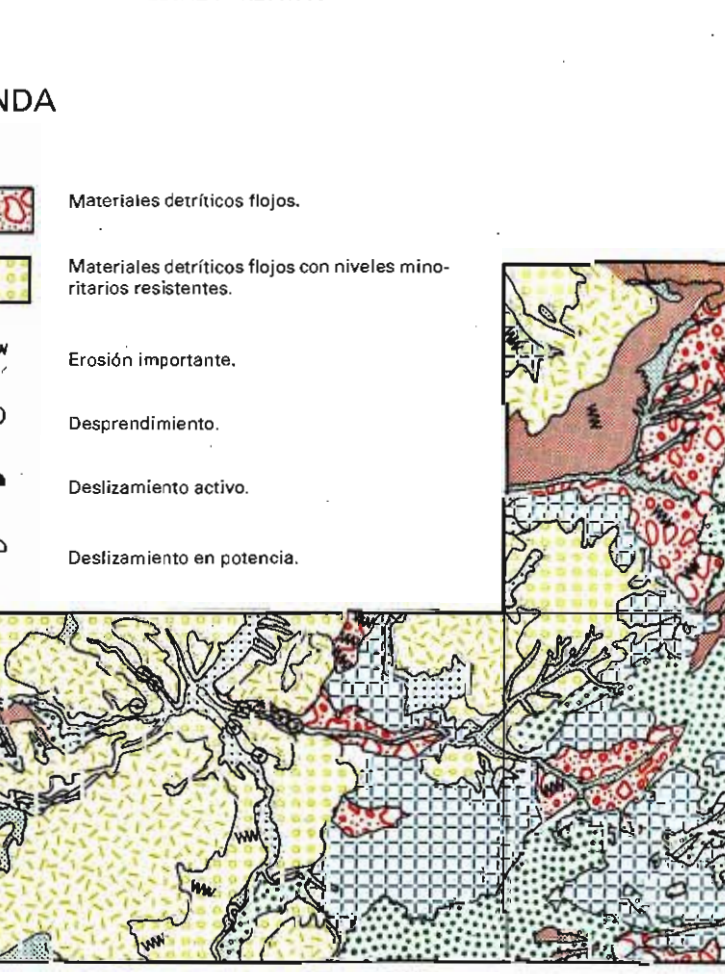 NDA
Materiales detríticos flojos.
Materiales detríticos flojos con niveles mino-
ritarios resistentes.
Erosión importante.
Desprendimiento.
Deslizamiento activo.
Deslizamiento en potencia.